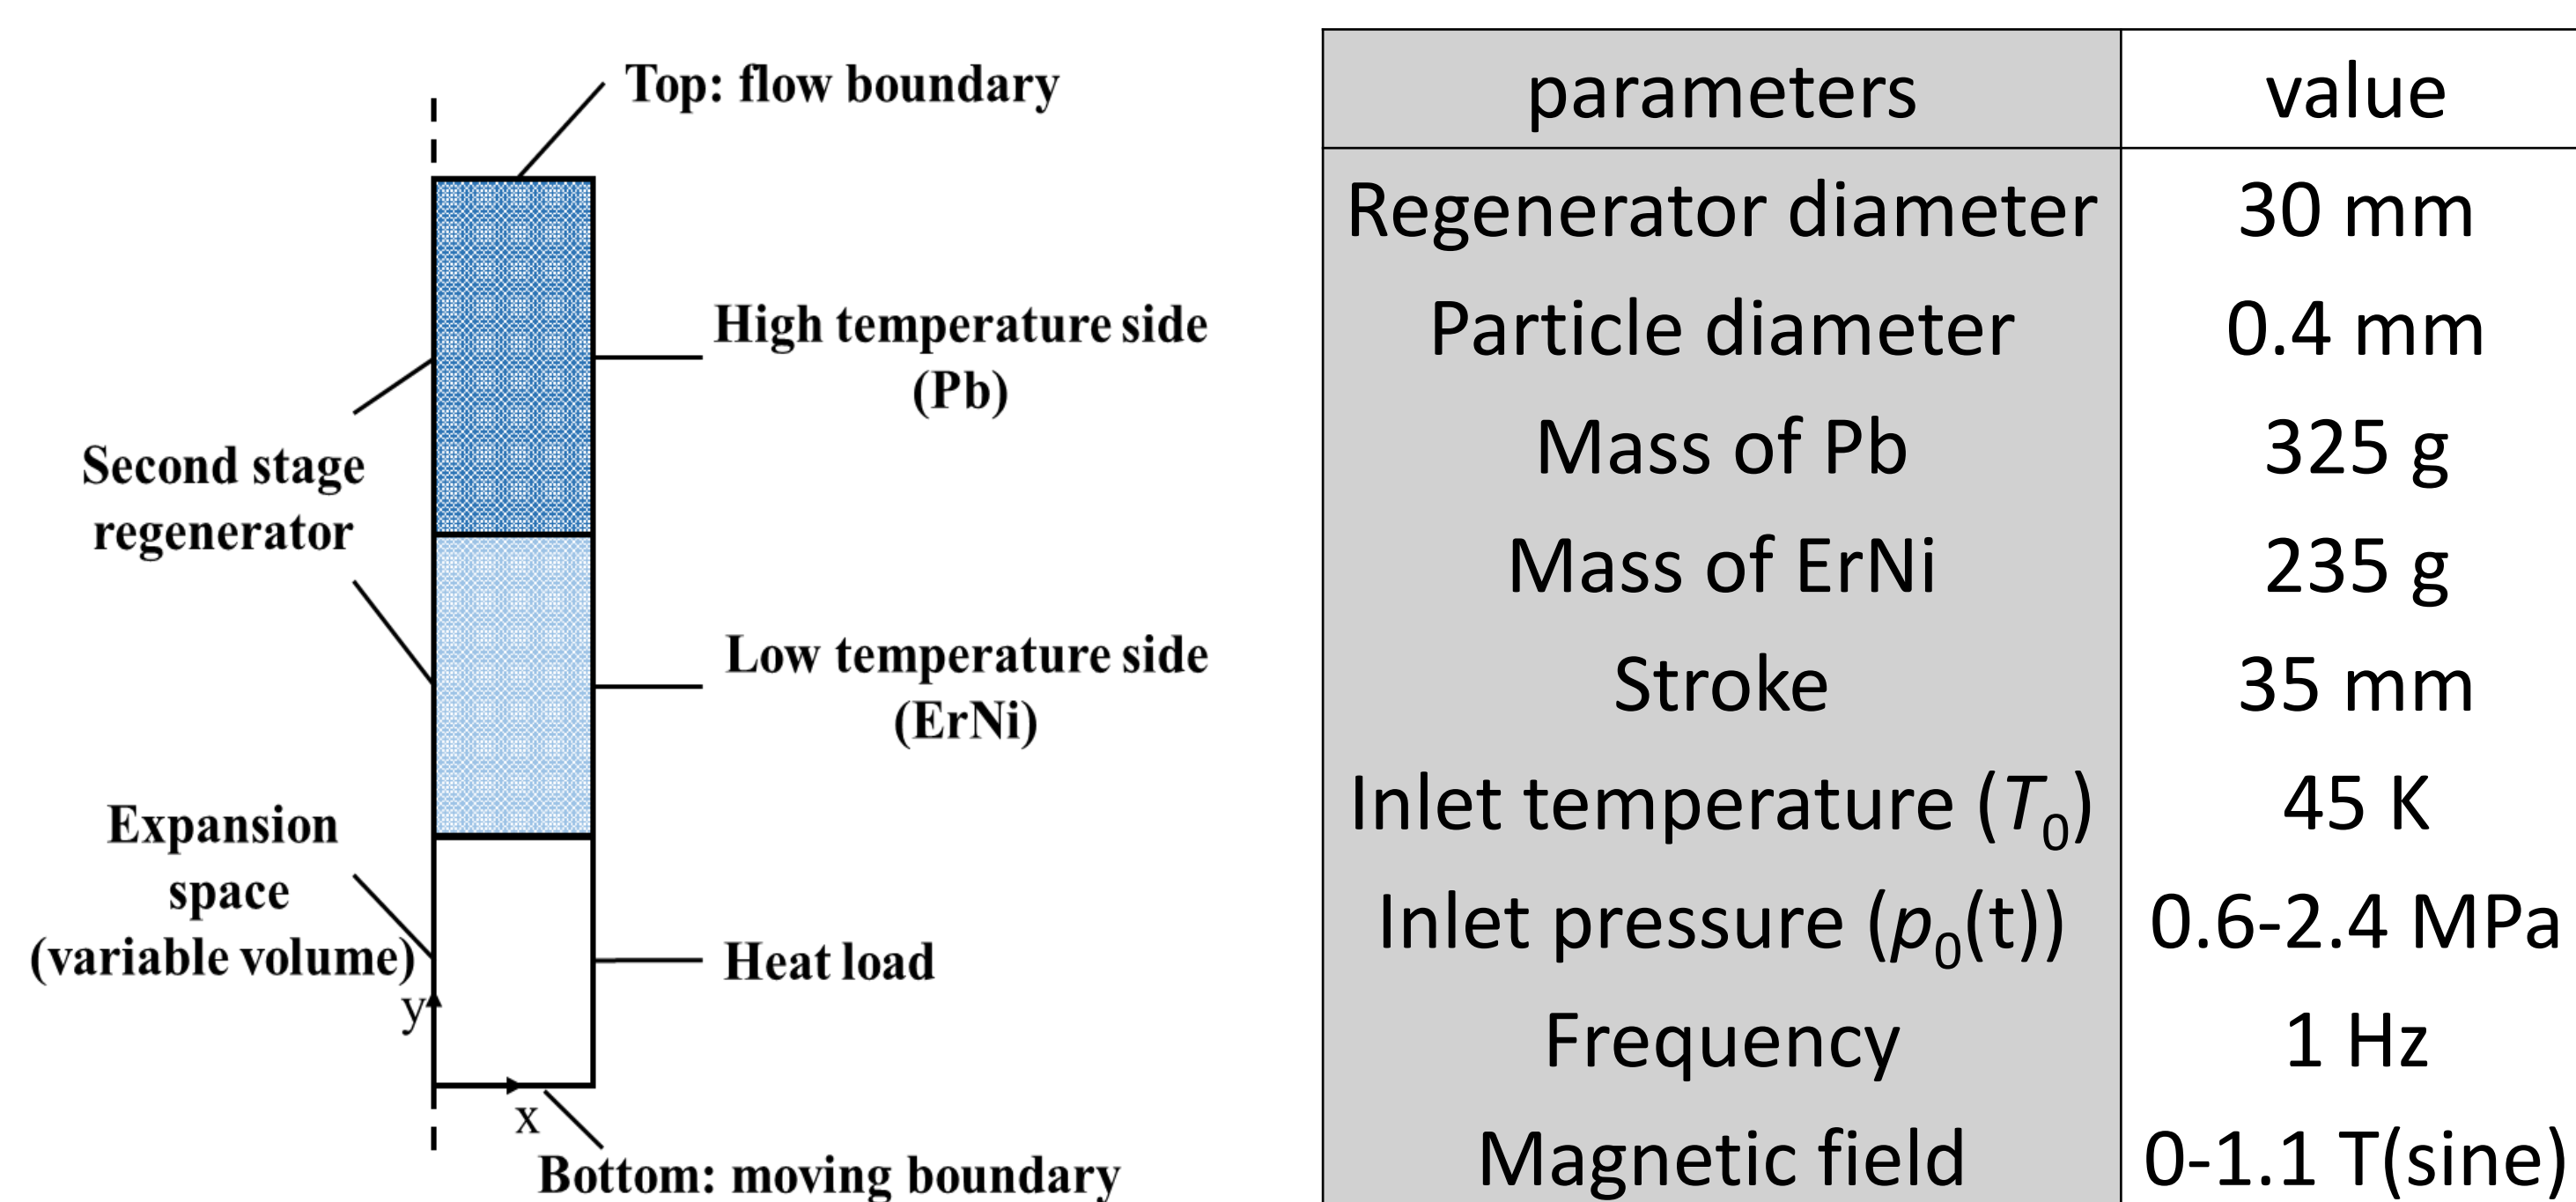 Top: flow boundary
High temperature side
(Pb)
Second stage
regenerator
Low temperature side
(ErNi)
Expansion
space
(variable volume)
Heat load
y
x
Bottom: moving boundary
parameters value
Regenerator diameter 30 mm
Particle diameter 0.4 mm
Mass of Pb 325 g
Mass of ErNi 235 g
Stroke 35 mm
Inlet temperature (T0) 45 K
Inlet pressure (p0(t)) 0.6-2.4 MPa
Frequency 1 Hz
Magnetic field 0-1.1 T(sine)